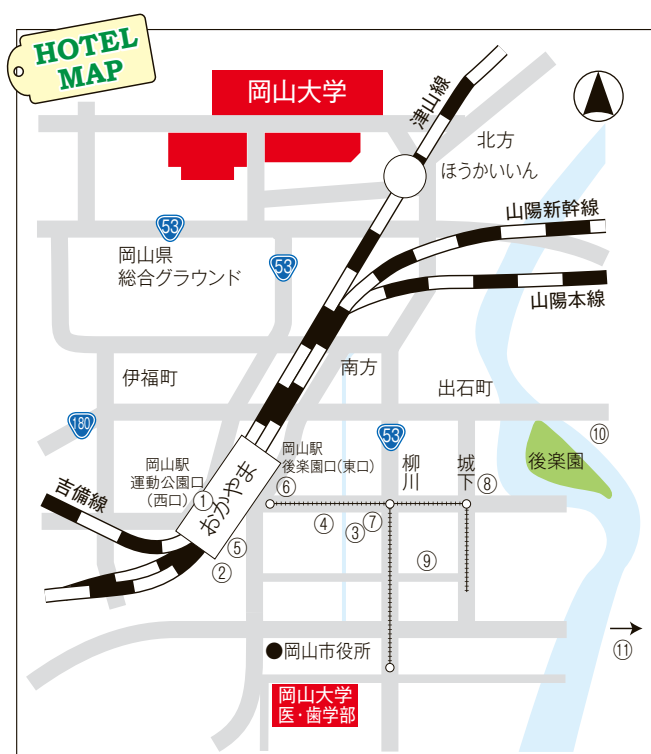 HOTEL
MAP
岡山大学
津山線
北方
ほうかいいん
53
山陽新幹線
岡山県
総合グラウンド
53
山陽本線
伊福町
南方
出石町
180
53
岡山駅
後楽園口(東口)
柳川
城下
⑩
後楽園
岡山駅
運動公園口
(西口)
①
おかやま
⑥
⑧
吉備線
④
③
⑦
⑤
②
⑨
●岡山市役所
⑪
岡山大学
医・歯学部